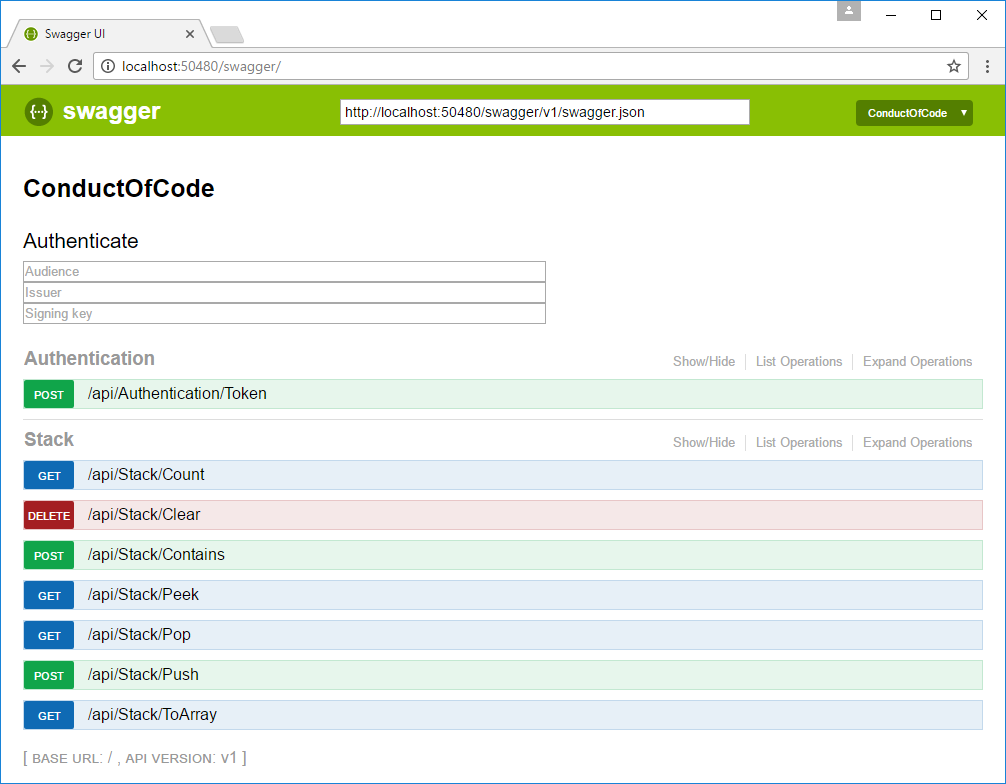 Swagger UI
localhost:50480/swagger/
{··} swagger http://localhost:50480/swagger/v1/swagger.json ConductOfCode
ConductOfCode
Authenticate
Audience
Issuer
Signing key
Authentication Show/Hide List Operations Expand Operations
POST /api/Authentication/Token
Stack Show/Hide List Operations Expand Operations
GET /api/Stack/Count
DELETE /api/Stack/Clear
POST /api/Stack/Contains
GET /api/Stack/Peek
GET /api/Stack/Pop
POST /api/Stack/Push
GET /api/Stack/ToArray
[ BASE URL: / , API VERSION: v1 ]